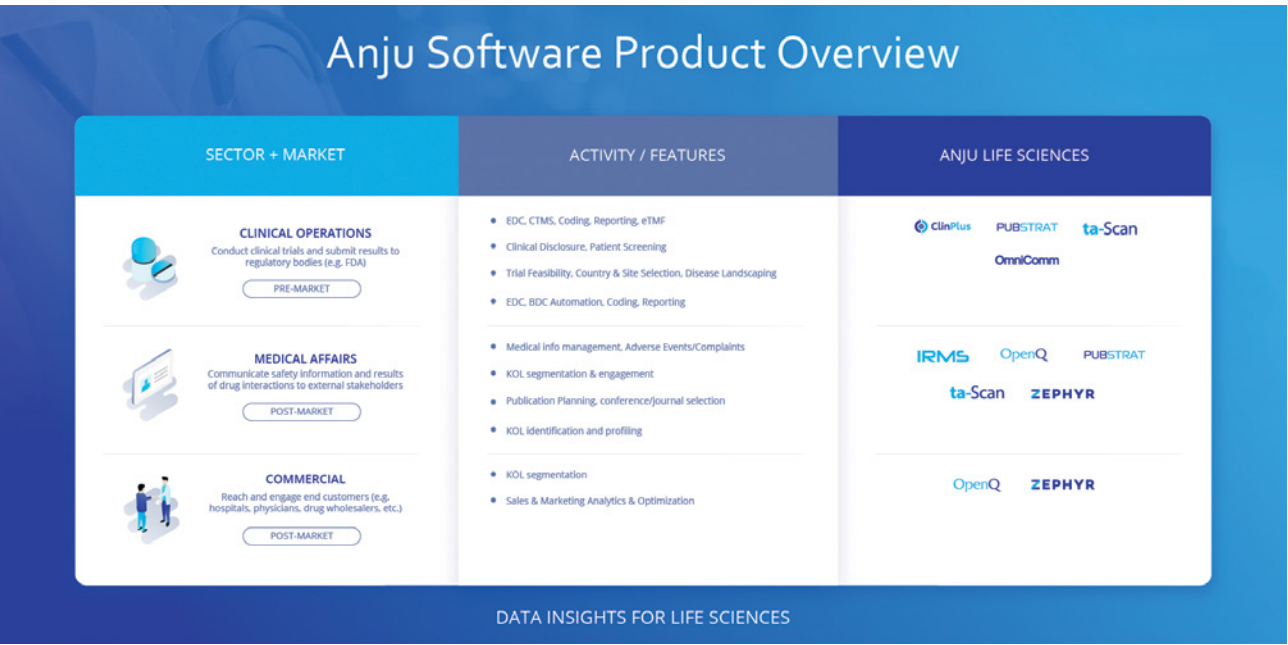 Anju Software Product Overview
SECTOR + MARKET
ACTIVITY / FEATURES
ANJU LIFE SCIENCES
CLINICAL OPERATIONS
Conduct clinical trials and submit results to
regulatory bodies (e.g. FDA)
PRE-MARKET
• EDC, CTMS, Coding, Reporting, eTMF
• Clinical Disclosure, Patient Screening
• Trial Feasibility, Country & Site Selection, Disease Landscaping
• EDC, BDC Automation, Coding, Reporting
ClinPlus PUBSTRAT ta-Scan
OmniComm
MEDICAL AFFAIRS
Communicate safety information and results
of drug interactions to external stakeholders
POST-MARKET
• Medical info management, Adverse Events/Complaints
• KOL segmentation & engagement
• Publication Planning, conference/journal selection
• KOL identification and profiling
IRMS OpenQ PUBSTRAT
ta-Scan ZEPHYR
COMMERCIAL
Reach and engage end customers (e.g.
hospitals, physicians, drug wholesalers, etc.)
POST-MARKET
• KOL segmentation
• Sales & Marketing Analytics & Optimization
OpenQ ZEPHYR
DATA INSIGHTS FOR LIFE SCIENCES